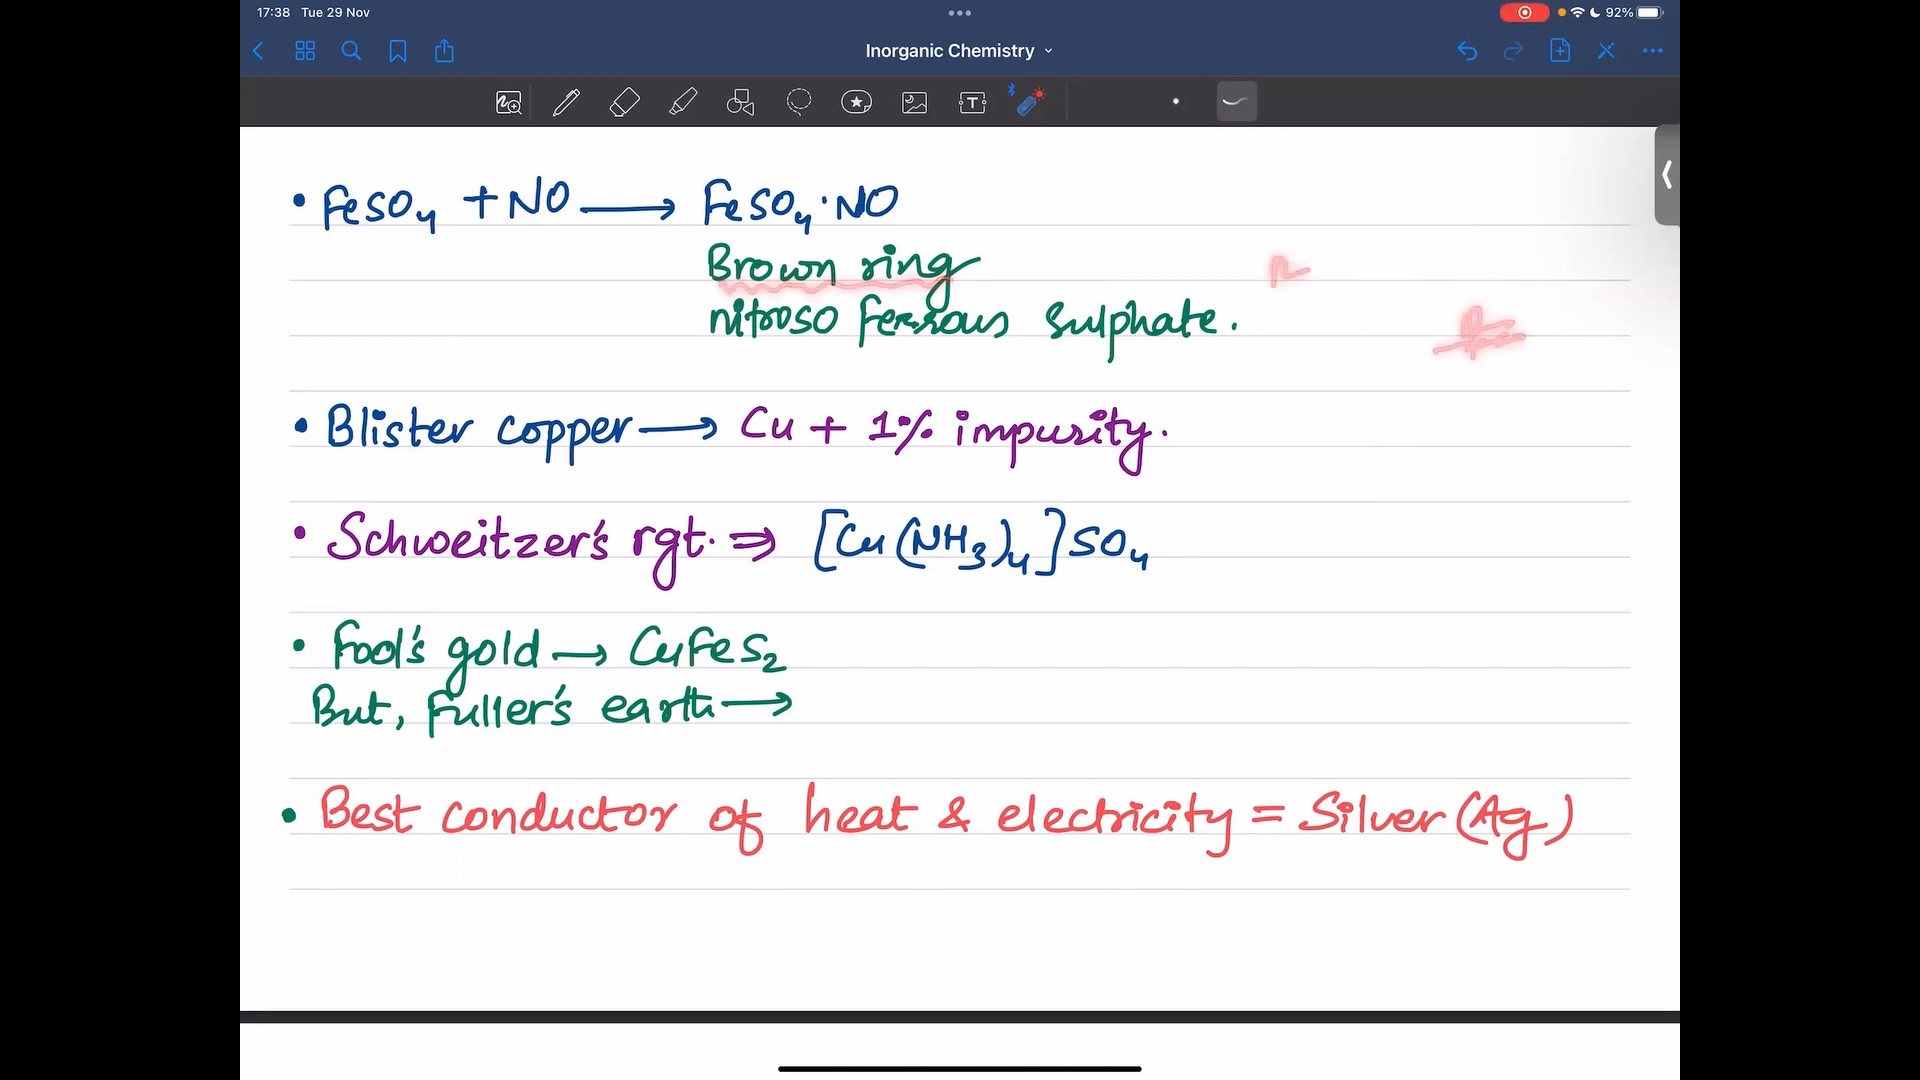 17:38 Tue 29 Nov
92%
Inorganic Chemistry
• FeSO₄ + NO ⟶ FeSO₄·NO
Brown ring
nitroso ferrous sulphate.
• Blister copper ⟶ Cu + 1% impurity.
• Schweitzer's rgt. ⇒ [Cu(NH₃)₄]SO₄
• Fool's gold → CuFeS₂
But, Fuller's earth ⟶
• Best conductor of heat & electricity = Silver (Ag)